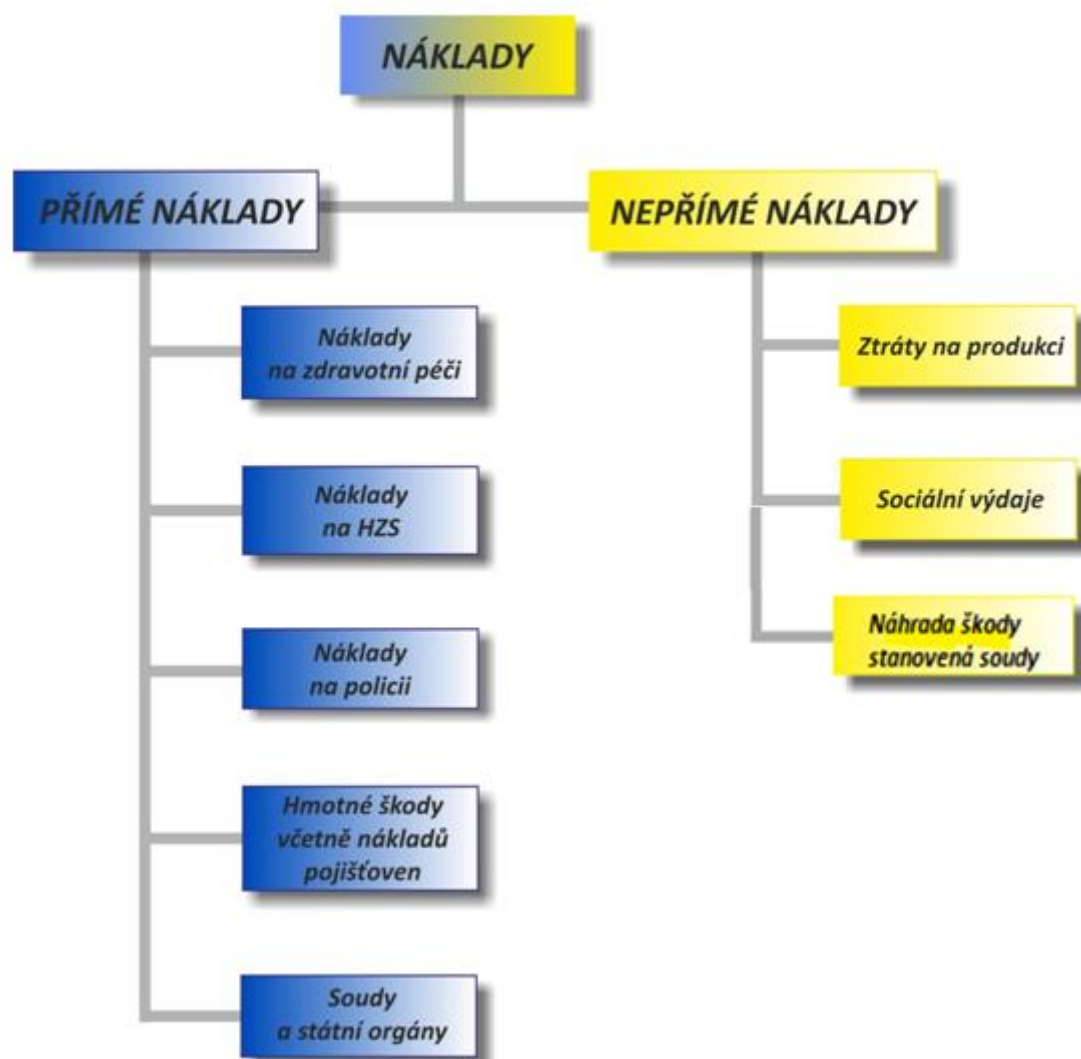 NÁKLADY
PŘÍMÉ NÁKLADY
NEPŘÍMÉ NÁKLADY
Náklady
na zdravotní péči
Náklady
na HZS
Náklady
na policii
Hmotné škody
včetně nákladů
pojišťoven
Soudy
a státní orgány
Ztráty na produkci
Sociální výdaje
Náhrada škody
stanovená soudy